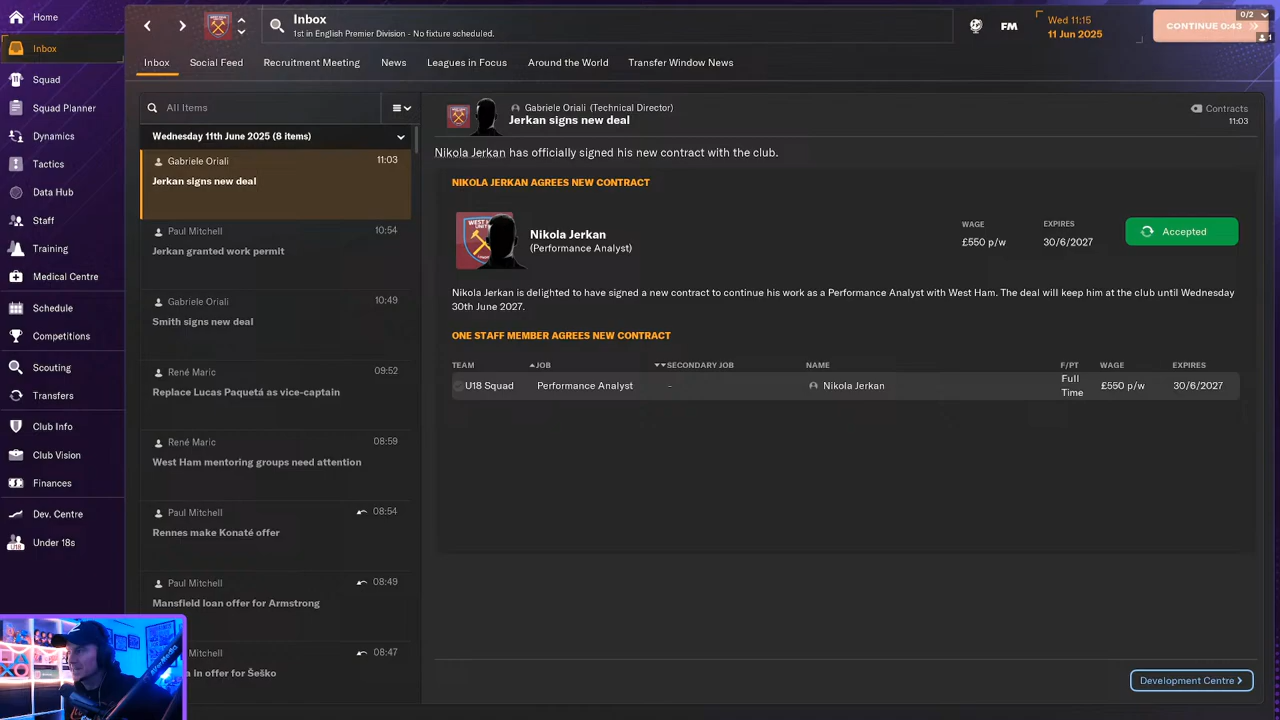 Home
Inbox
Squad
Squad Planner
Dynamics
Tactics
Data Hub
Staff
Training
Medical Centre
Schedule
Competitions
Scouting
Transfers
Club Info
Club Vision
Finances
Dev. Centre
U18
Under 18s
Inbox
1st in English Premier Division - No fixture scheduled.
FM
Wed 11:15
11 Jun 2025
CONTINUE 0:43
0/2
1
Inbox
Social Feed
Recruitment Meeting
News
Leagues in Focus
Around the World
Transfer Window News
All Items
Wednesday 11th June 2025 (8 items)
Gabriele Oriali 11:03
Jerkan signs new deal
Paul Mitchell 10:54
Jerkan granted work permit
Gabriele Oriali 10:49
Smith signs new deal
René Maric 09:52
Replace Lucas Paquetá as vice-captain
René Maric 08:59
West Ham mentoring groups need attention
Paul Mitchell 08:54
Rennes make Konaté offer
Paul Mitchell 08:49
Mansfield loan offer for Armstrong
Mitchell 08:47
in offer for Šeško
Gabriele Oriali (Technical Director)
Jerkan signs new deal
Contracts
11:03
Nikola Jerkan has officially signed his new contract with the club.
NIKOLA JERKAN AGREES NEW CONTRACT
Nikola Jerkan
(Performance Analyst)
WAGE
£550 p/w
EXPIRES
30/6/2027
Accepted
Nikola Jerkan is delighted to have signed a new contract to continue his work as a Performance Analyst with West Ham. The deal will keep him at the club until Wednesday
30th June 2027.
ONE STAFF MEMBER AGREES NEW CONTRACT
TEAM JOB SECONDARY JOB NAME F/PT WAGE EXPIRES
U18 Squad Performance Analyst - Nikola Jerkan Full Time £550 p/w 30/6/2027
Development Centre